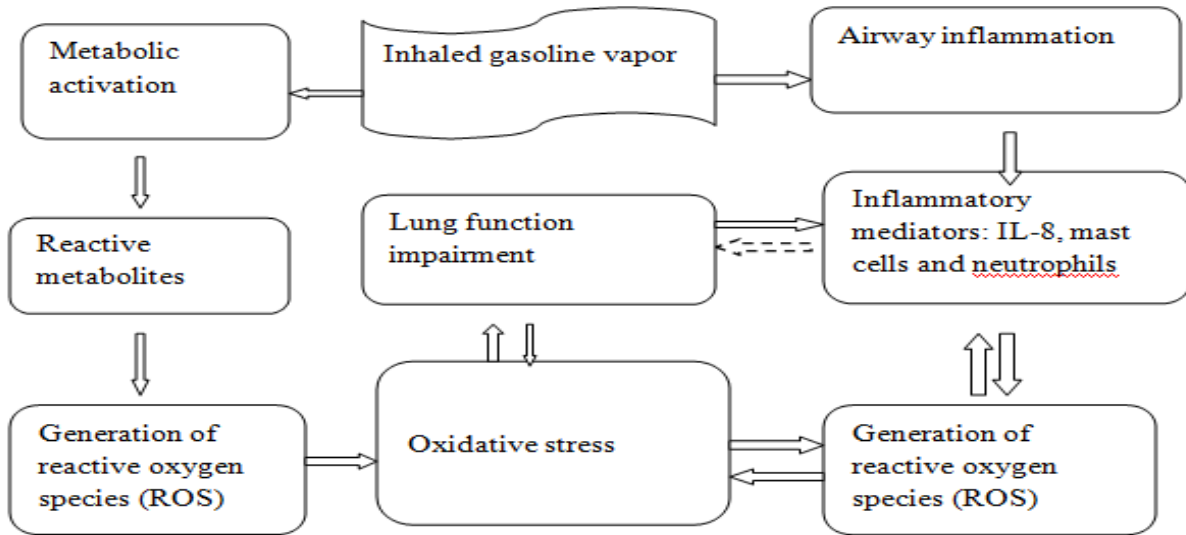 Metabolic
activation
Inhaled gasoline vapor
Airway inflammation
Reactive
metabolites
Lung function
impairment
Inflammatory
mediators: IL-8, mast
cells and neutrophils
Generation of
reactive oxygen
species (ROS)
Oxidative stress
Generation of
reactive oxygen
species (ROS)